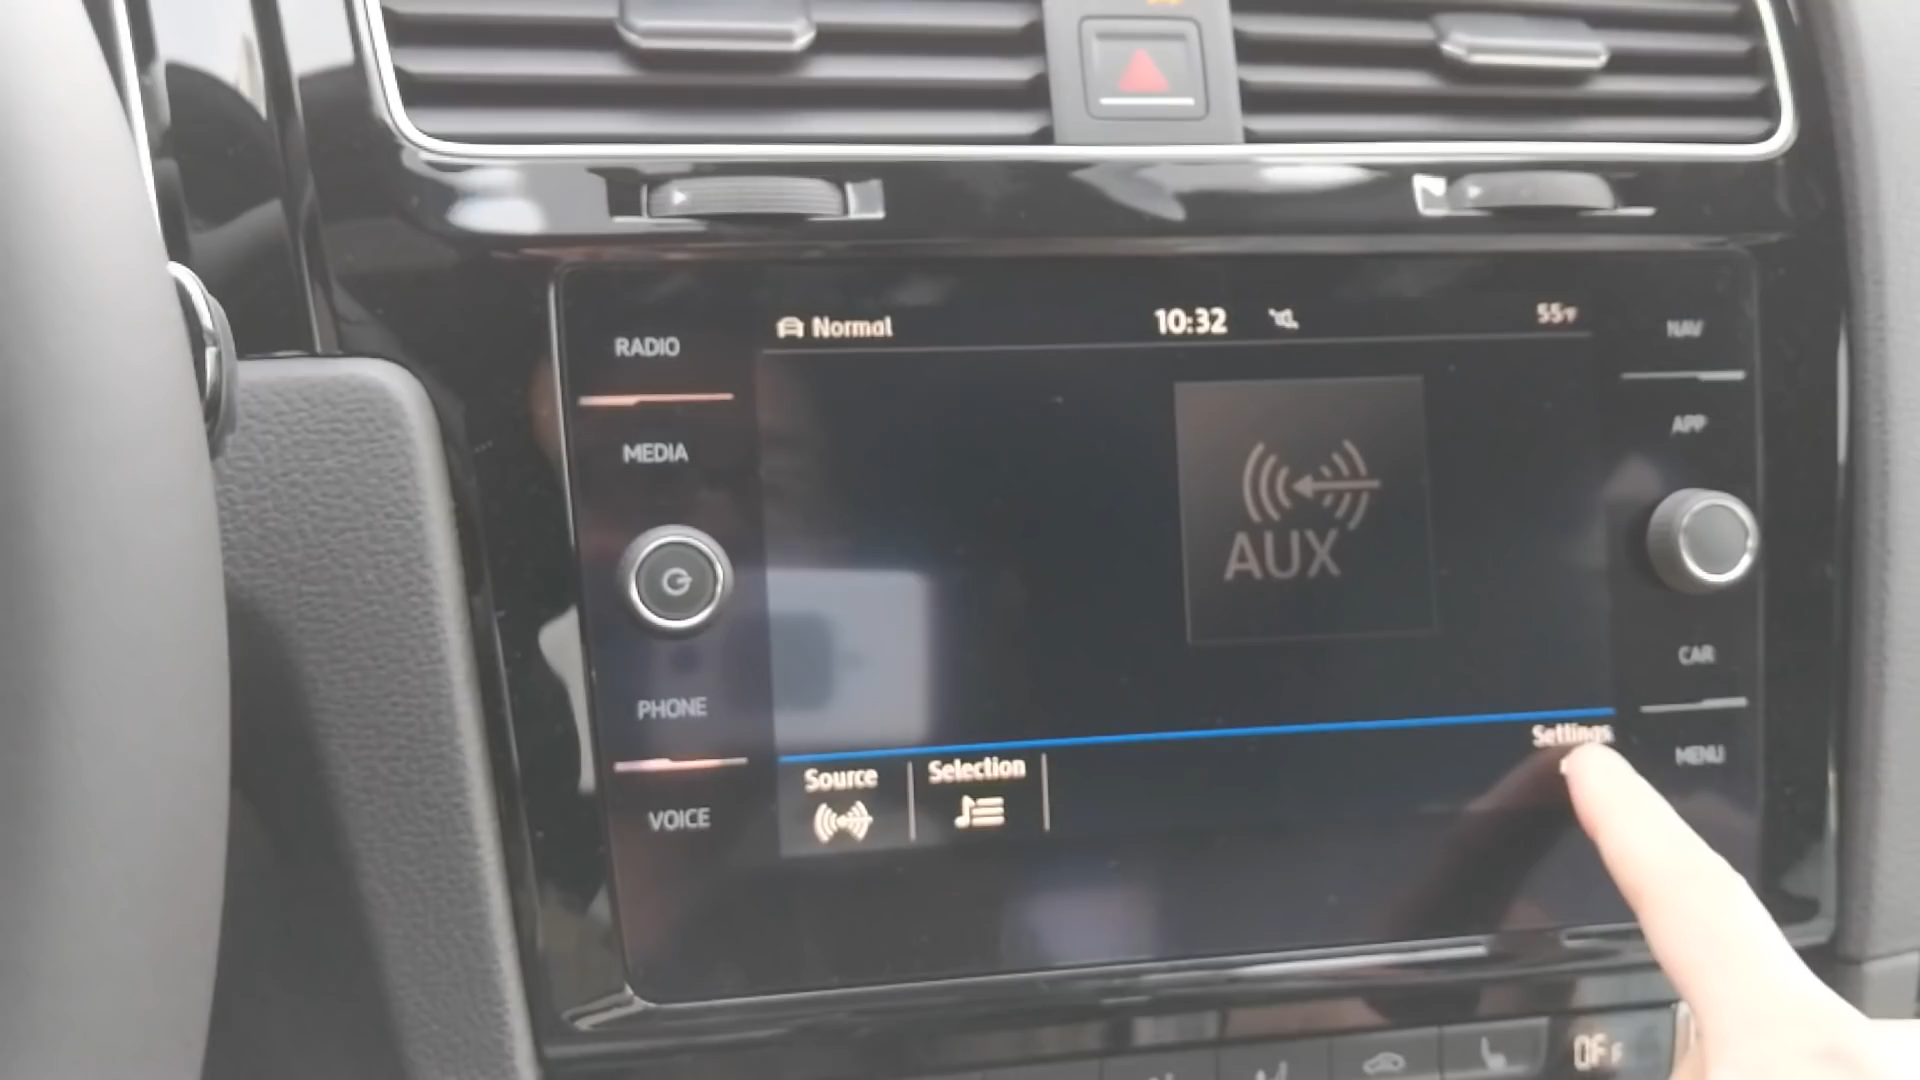 Normal
10:32
55°F
RADIO
MEDIA
PHONE
VOICE
NAV
APP
CAR
MENU
AUX
Source
Selection
Settings
OFF